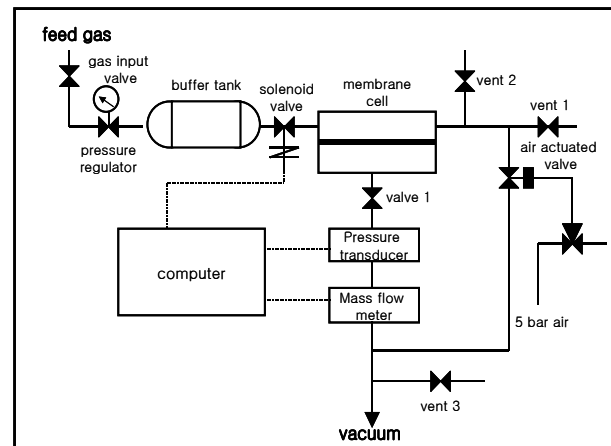 feed gas
gas input
valve
buffer tank
solenoid
valve
membrane
cell
vent 2
vent 1
pressure
regulator
air actuated
valve
valve 1
Pressure
transducer
computer
Mass flow
meter
5 bar air
vent 3
vacuum